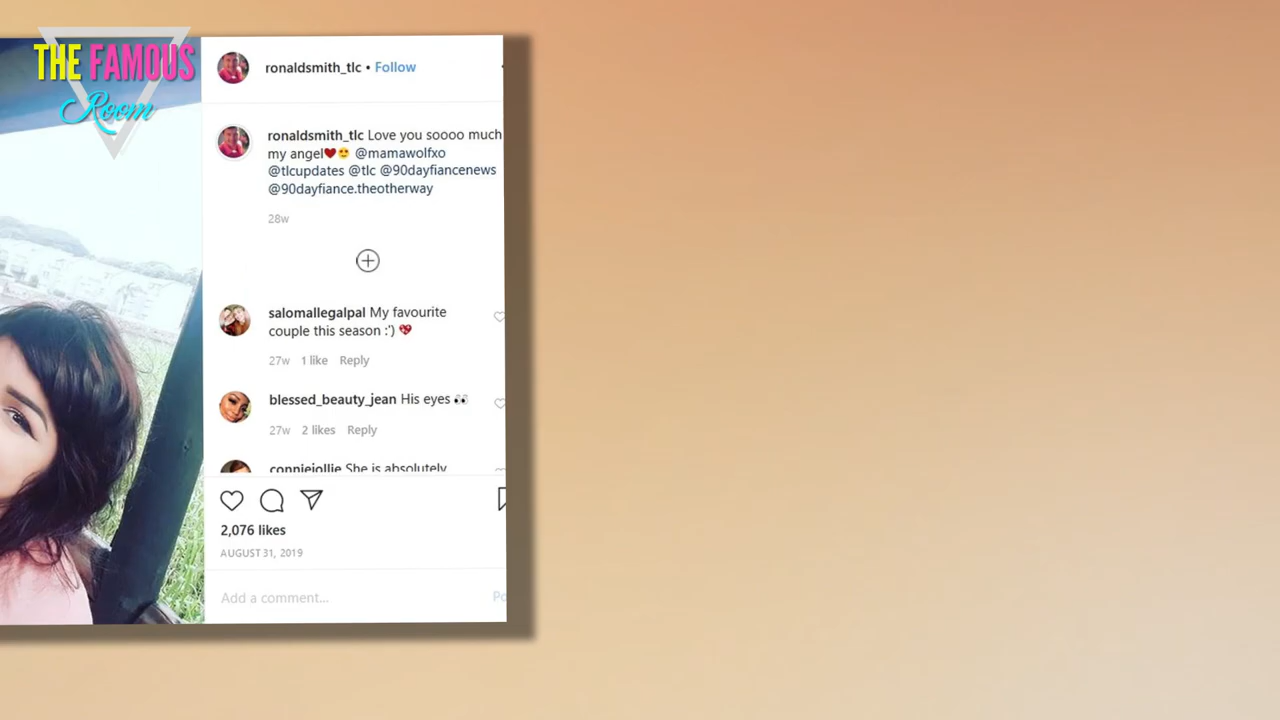 THE FAMOUS
Room
ronaldsmith_tlc • Follow
ronaldsmith_tlc Love you soooo much
my angel❤😍 @mamawolfxo
@tlcupdates @tlc @90dayfiancenews
@90dayfiance.theotherway
28w
salomallegalpal My favourite
couple this season :') 💖
27w 1 like Reply
blessed_beauty_jean His eyes 👀
27w 2 likes Reply
conniejollie She is absolutely
2,076 likes
AUGUST 31, 2019
Add a comment...